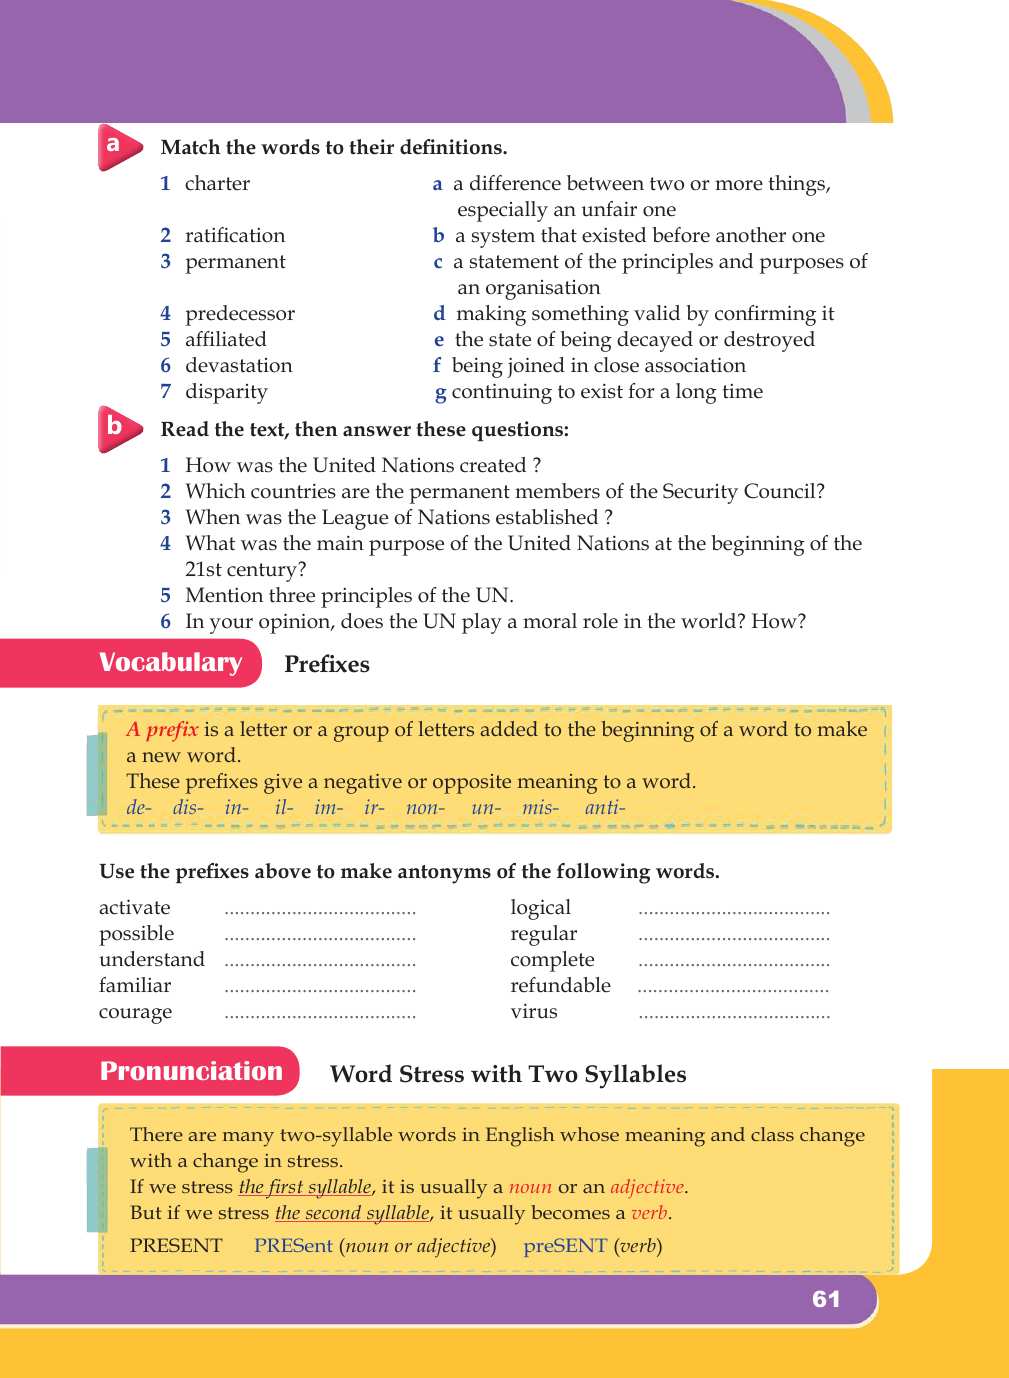 a
Match the words to their definitions.
1 charter
a a difference between two or more things,
especially an unfair one
2 ratification
b a system that existed before another one
3 permanent
c a statement of the principles and purposes of
an organisation
4 predecessor
d making something valid by confirming it
5 affiliated
e the state of being decayed or destroyed
6 devastation
f being joined in close association
7 disparity
g continuing to exist for a long time
b
Read the text, then answer these questions:
1 How was the United Nations created ?
2 Which countries are the permanent members of the Security Council?
3 When was the League of Nations established ?
4 What was the main purpose of the United Nations at the beginning of the
21st century?
5 Mention three principles of the UN.
6 In your opinion, does the UN play a moral role in the world? How?
Vocabulary Prefixes
A prefix is a letter or a group of letters added to the beginning of a word to make
a new word.
These prefixes give a negative or opposite meaning to a word.
de- dis- in- il- im- ir- non- un- mis- anti-
Use the prefixes above to make antonyms of the following words.
activate ..................................... logical .....................................
possible ..................................... regular .....................................
understand ..................................... complete .....................................
familiar ..................................... refundable .....................................
courage ..................................... virus .....................................
Pronunciation Word Stress with Two Syllables
There are many two-syllable words in English whose meaning and class change
with a change in stress.
If we stress the first syllable, it is usually a noun or an adjective.
But if we stress the second syllable, it usually becomes a verb.
PRESENT PRESent (noun or adjective) preSENT (verb)
61